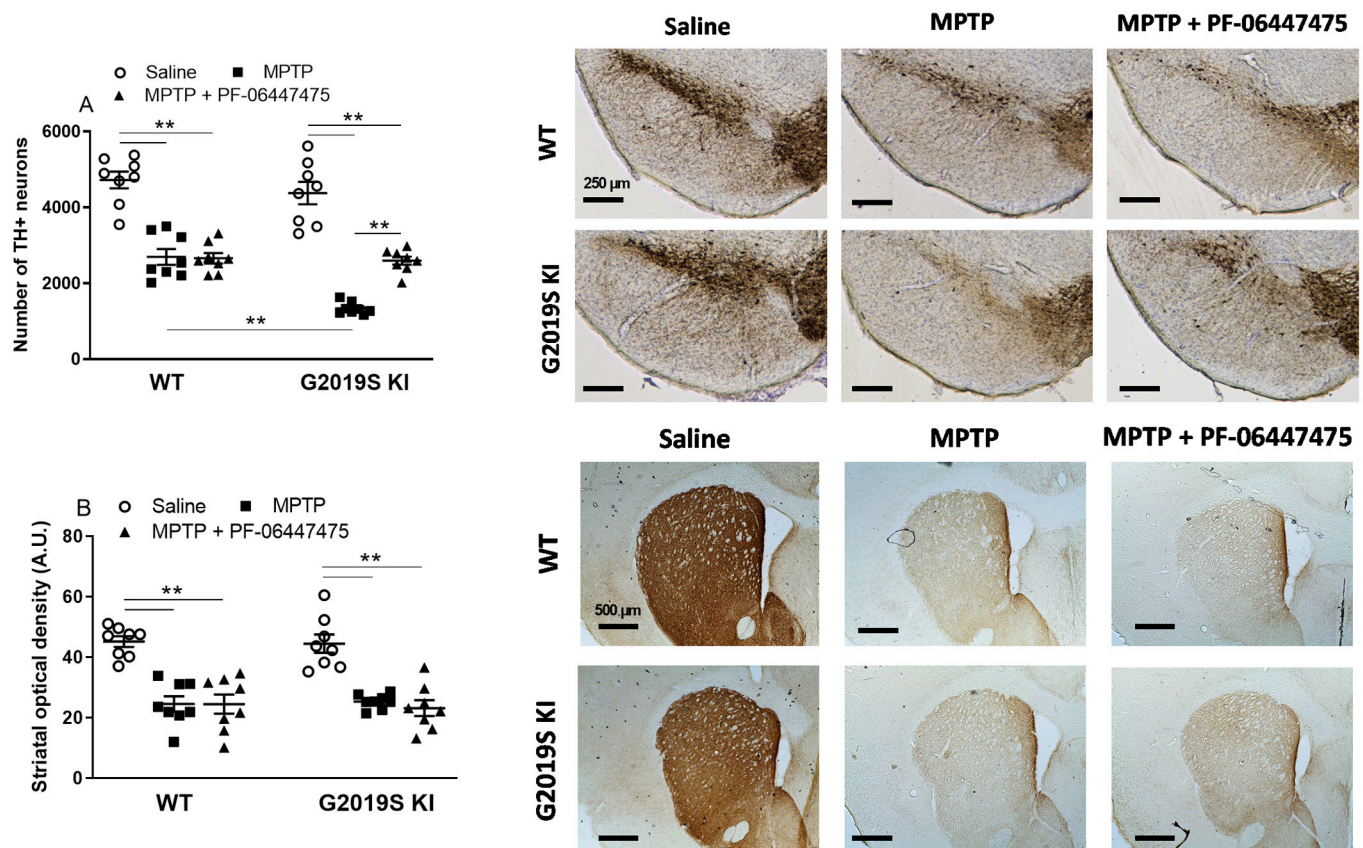 A
Saline MPTP
MPTP + PF-06447475
Number of TH+ neurons
6000
4000
2000
0
**
**
**
**
**
WT G2019S KI
Saline MPTP MPTP + PF-06447475
WT
250 µm
G2019S KI
B
Saline MPTP
MPTP + PF-06447475
Striatal optical density (A.U.)
80
60
40
20
0
**
**
WT G2019S KI
Saline MPTP MPTP + PF-06447475
WT
500 µm
G2019S KI